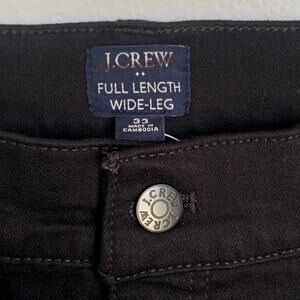 J.CREW
FULL LENGTH
WIDE-LEG
33
MADE IN
CAMBODIA
J.CREW J.CREW